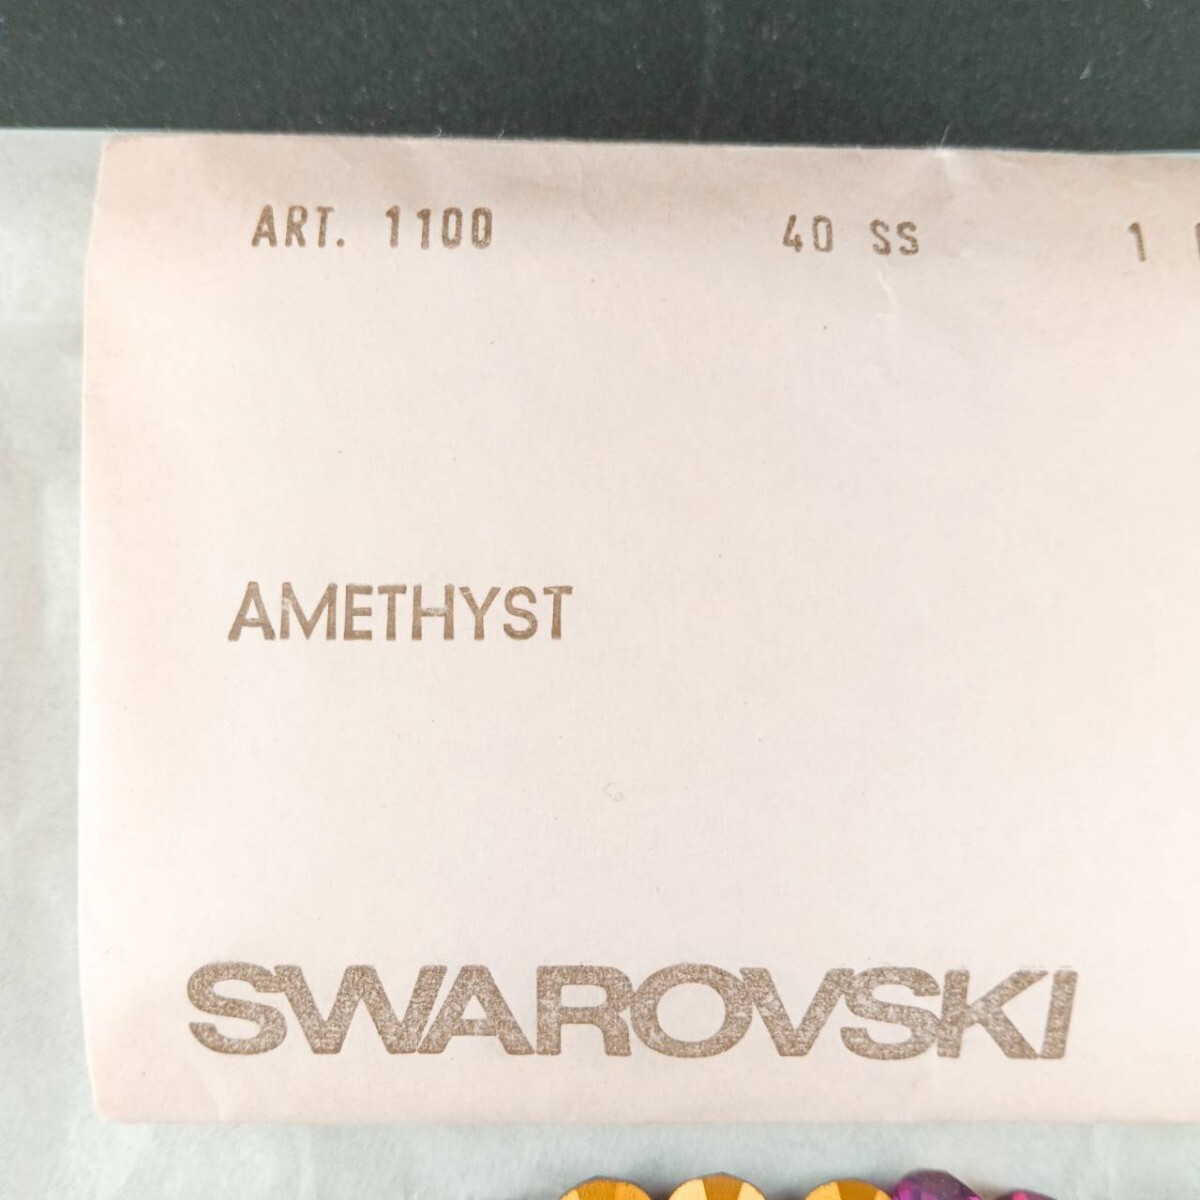 ART. 1100 40 SS 1
AMETHYST
SWAROVSKI